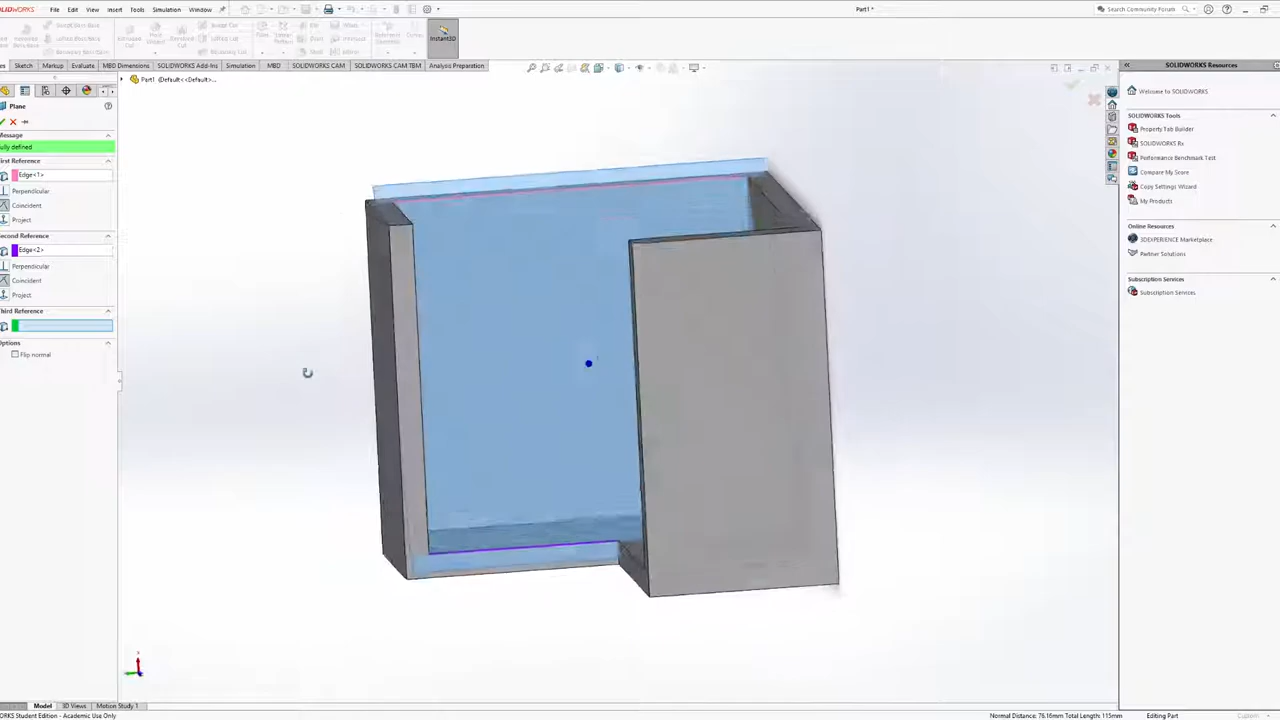 SOLIDWORKS
File Edit View Insert Tools Simulation Window
Part1 *
Search Community Forum
Instant3D
Sketch Markup Evaluate MBD Dimensions SOLIDWORKS Add-Ins Simulation MBD SOLIDWORKS CAM SOLIDWORKS CAM TBM Analysis Preparation
Part1 (Default<<Default>...
Plane
Message
ully defined
First Reference
Edge<1>
Perpendicular
Coincident
Project
Second Reference
Edge<2>
Perpendicular
Coincident
Project
Third Reference
Options
Flip normal
SOLIDWORKS Resources
Welcome to SOLIDWORKS
SOLIDWORKS Tools
Property Tab Builder
SOLIDWORKS Rx
Performance Benchmark Test
Compare My Score
Copy Settings Wizard
My Products
Online Resources
3DEXPERIENCE Marketplace
Partner Solutions
Subscription Services
Subscription Services
Model 3D Views Motion Study 1
WORKS Student Edition - Academic Use Only
Normal Distance: 76.16mm Total Length: 115mm
Editing Part
Custom